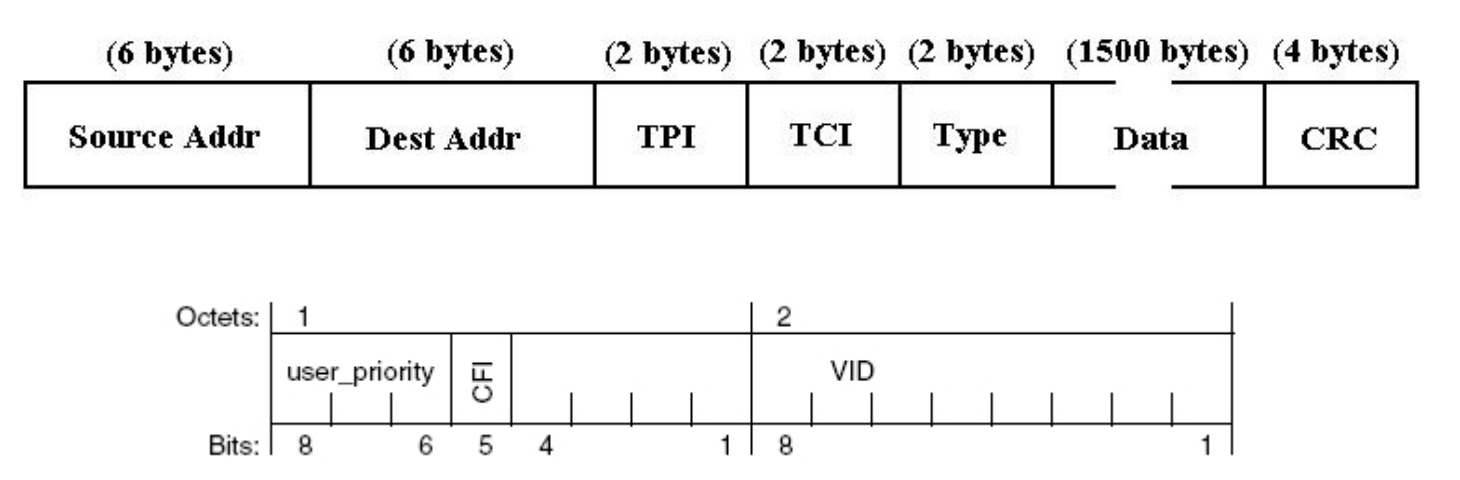 (6 bytes) (6 bytes) (2 bytes) (2 bytes) (2 bytes) (1500 bytes) (4 bytes)
Source Addr Dest Addr TPI TCI Type Data CRC
Octets: 1 2
user_priority CFI VID
Bits: 8 6 5 4 1 8 1